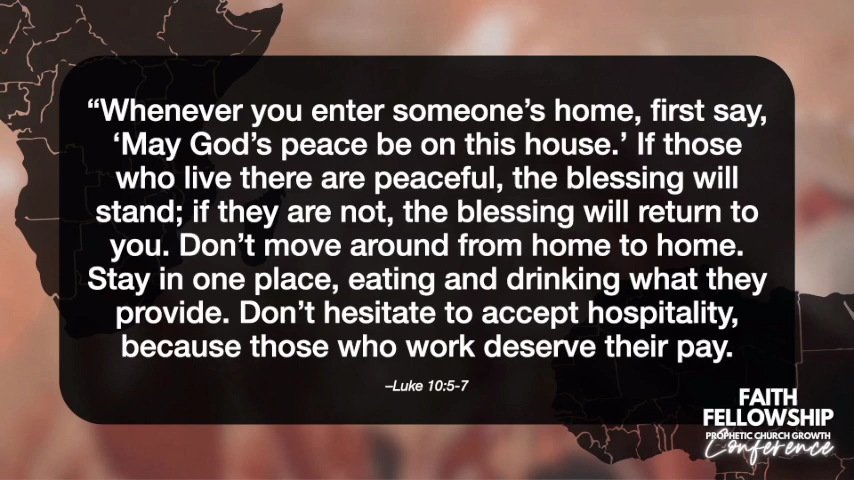 “Whenever you enter someone’s home, first say,
‘May God’s peace be on this house.’ If those
who live there are peaceful, the blessing will
stand; if they are not, the blessing will return to
you. Don’t move around from home to home.
Stay in one place, eating and drinking what they
provide. Don’t hesitate to accept hospitality,
because those who work deserve their pay.
–Luke 10:5-7
FAITH
FELLOWSHIP
PROPHETIC CHURCH GROWTH
Conference